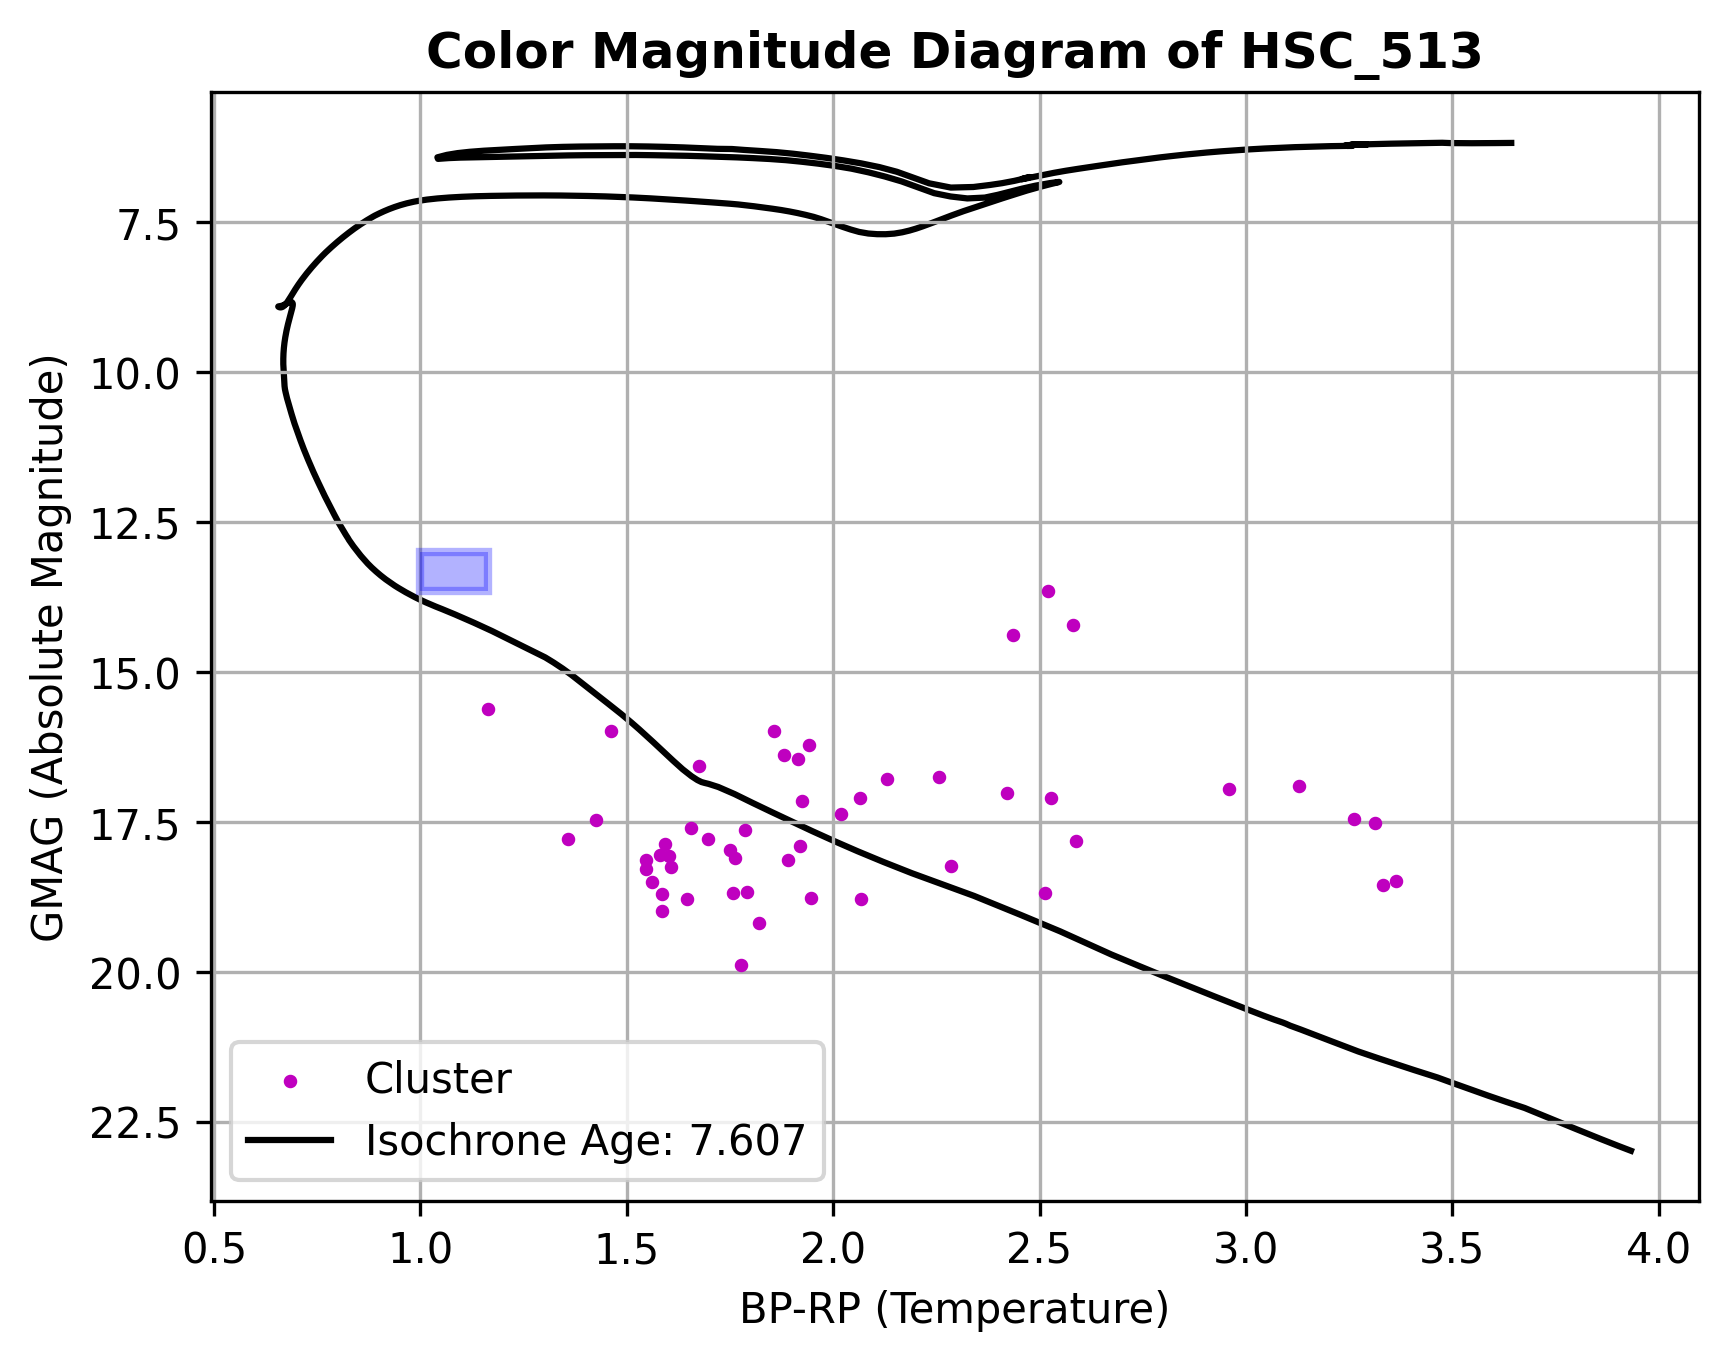 Color Magnitude Diagram of HSC_513
GMAG (Absolute Magnitude)
7.5
10.0
12.5
15.0
17.5
20.0
22.5
Cluster
Isochrone Age: 7.607
0.5 1.0 1.5 2.0 2.5 3.0 3.5 4.0
BP-RP (Temperature)